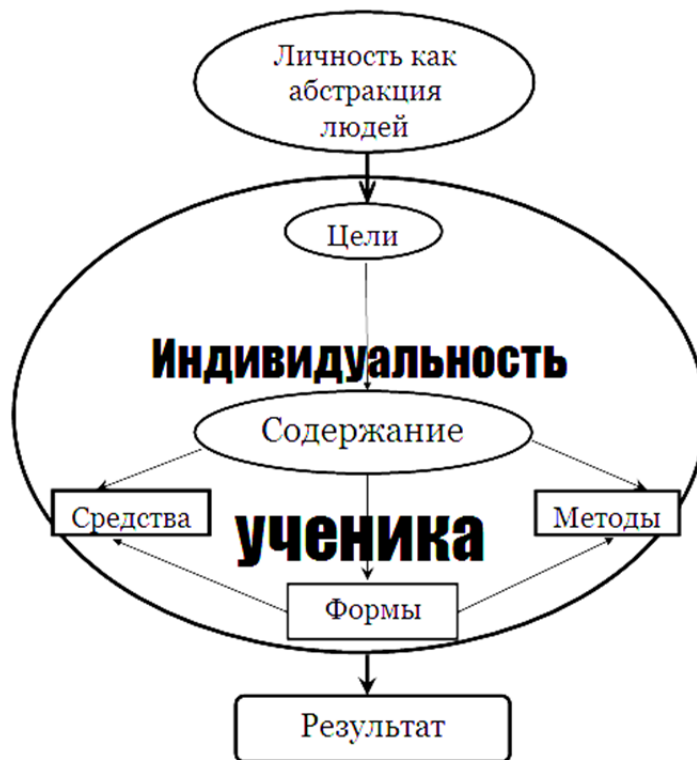 Личность как
абстракция
людей
Цели
Индивидуальность
Содержание
Средства
Методы
ученика
Формы
Результат